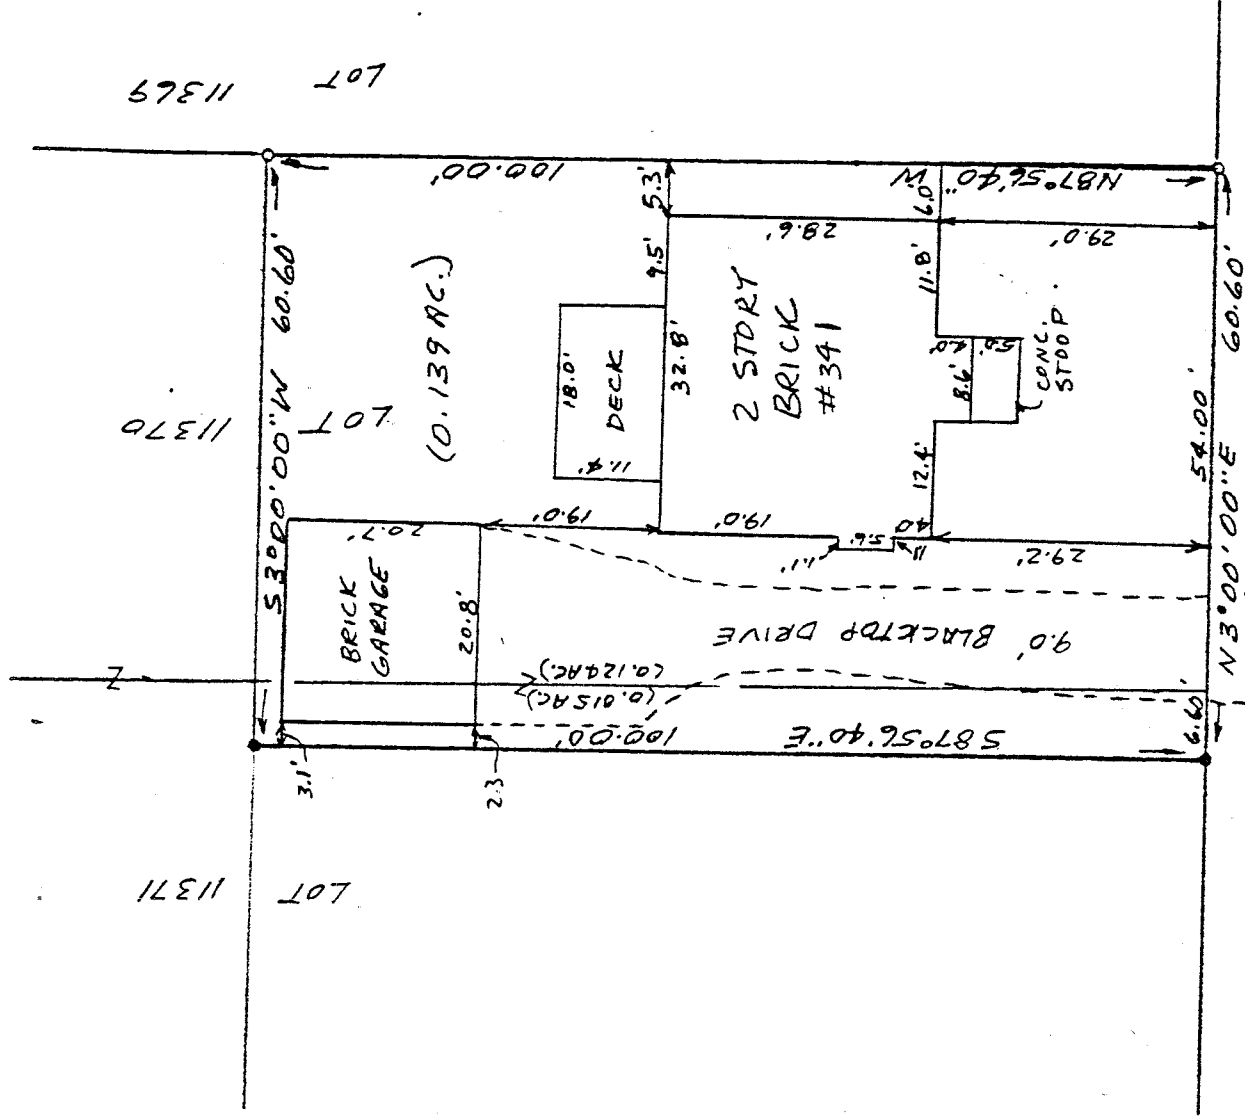 LOT 11369
100.00'
N87°56'40"W
5.3'
6.0'
28.6'
29.0'
S3°00'00"W 60.60'
LOT 11370
(0.139 AC.)
9.5'
11.8'
18.0'
DECK
11.4'
32.8'
2 STORY
BRICK
#341
4.0'
5.0'
8.6'
CONC.
STOOP
12.4'
60.60'
54.00'
N3°00'00"E
20.7'
19.0'
19.0'
4.0
5.6'
1.1'
29.2'
BRICK
GARAGE
20.8'
9.0' BLACKTOP DRIVE
(0.124 AC.)
(0.015 AC.)
6.60'
100.00'
S87°56'40"E
3.1'
2.3
LOT 11371